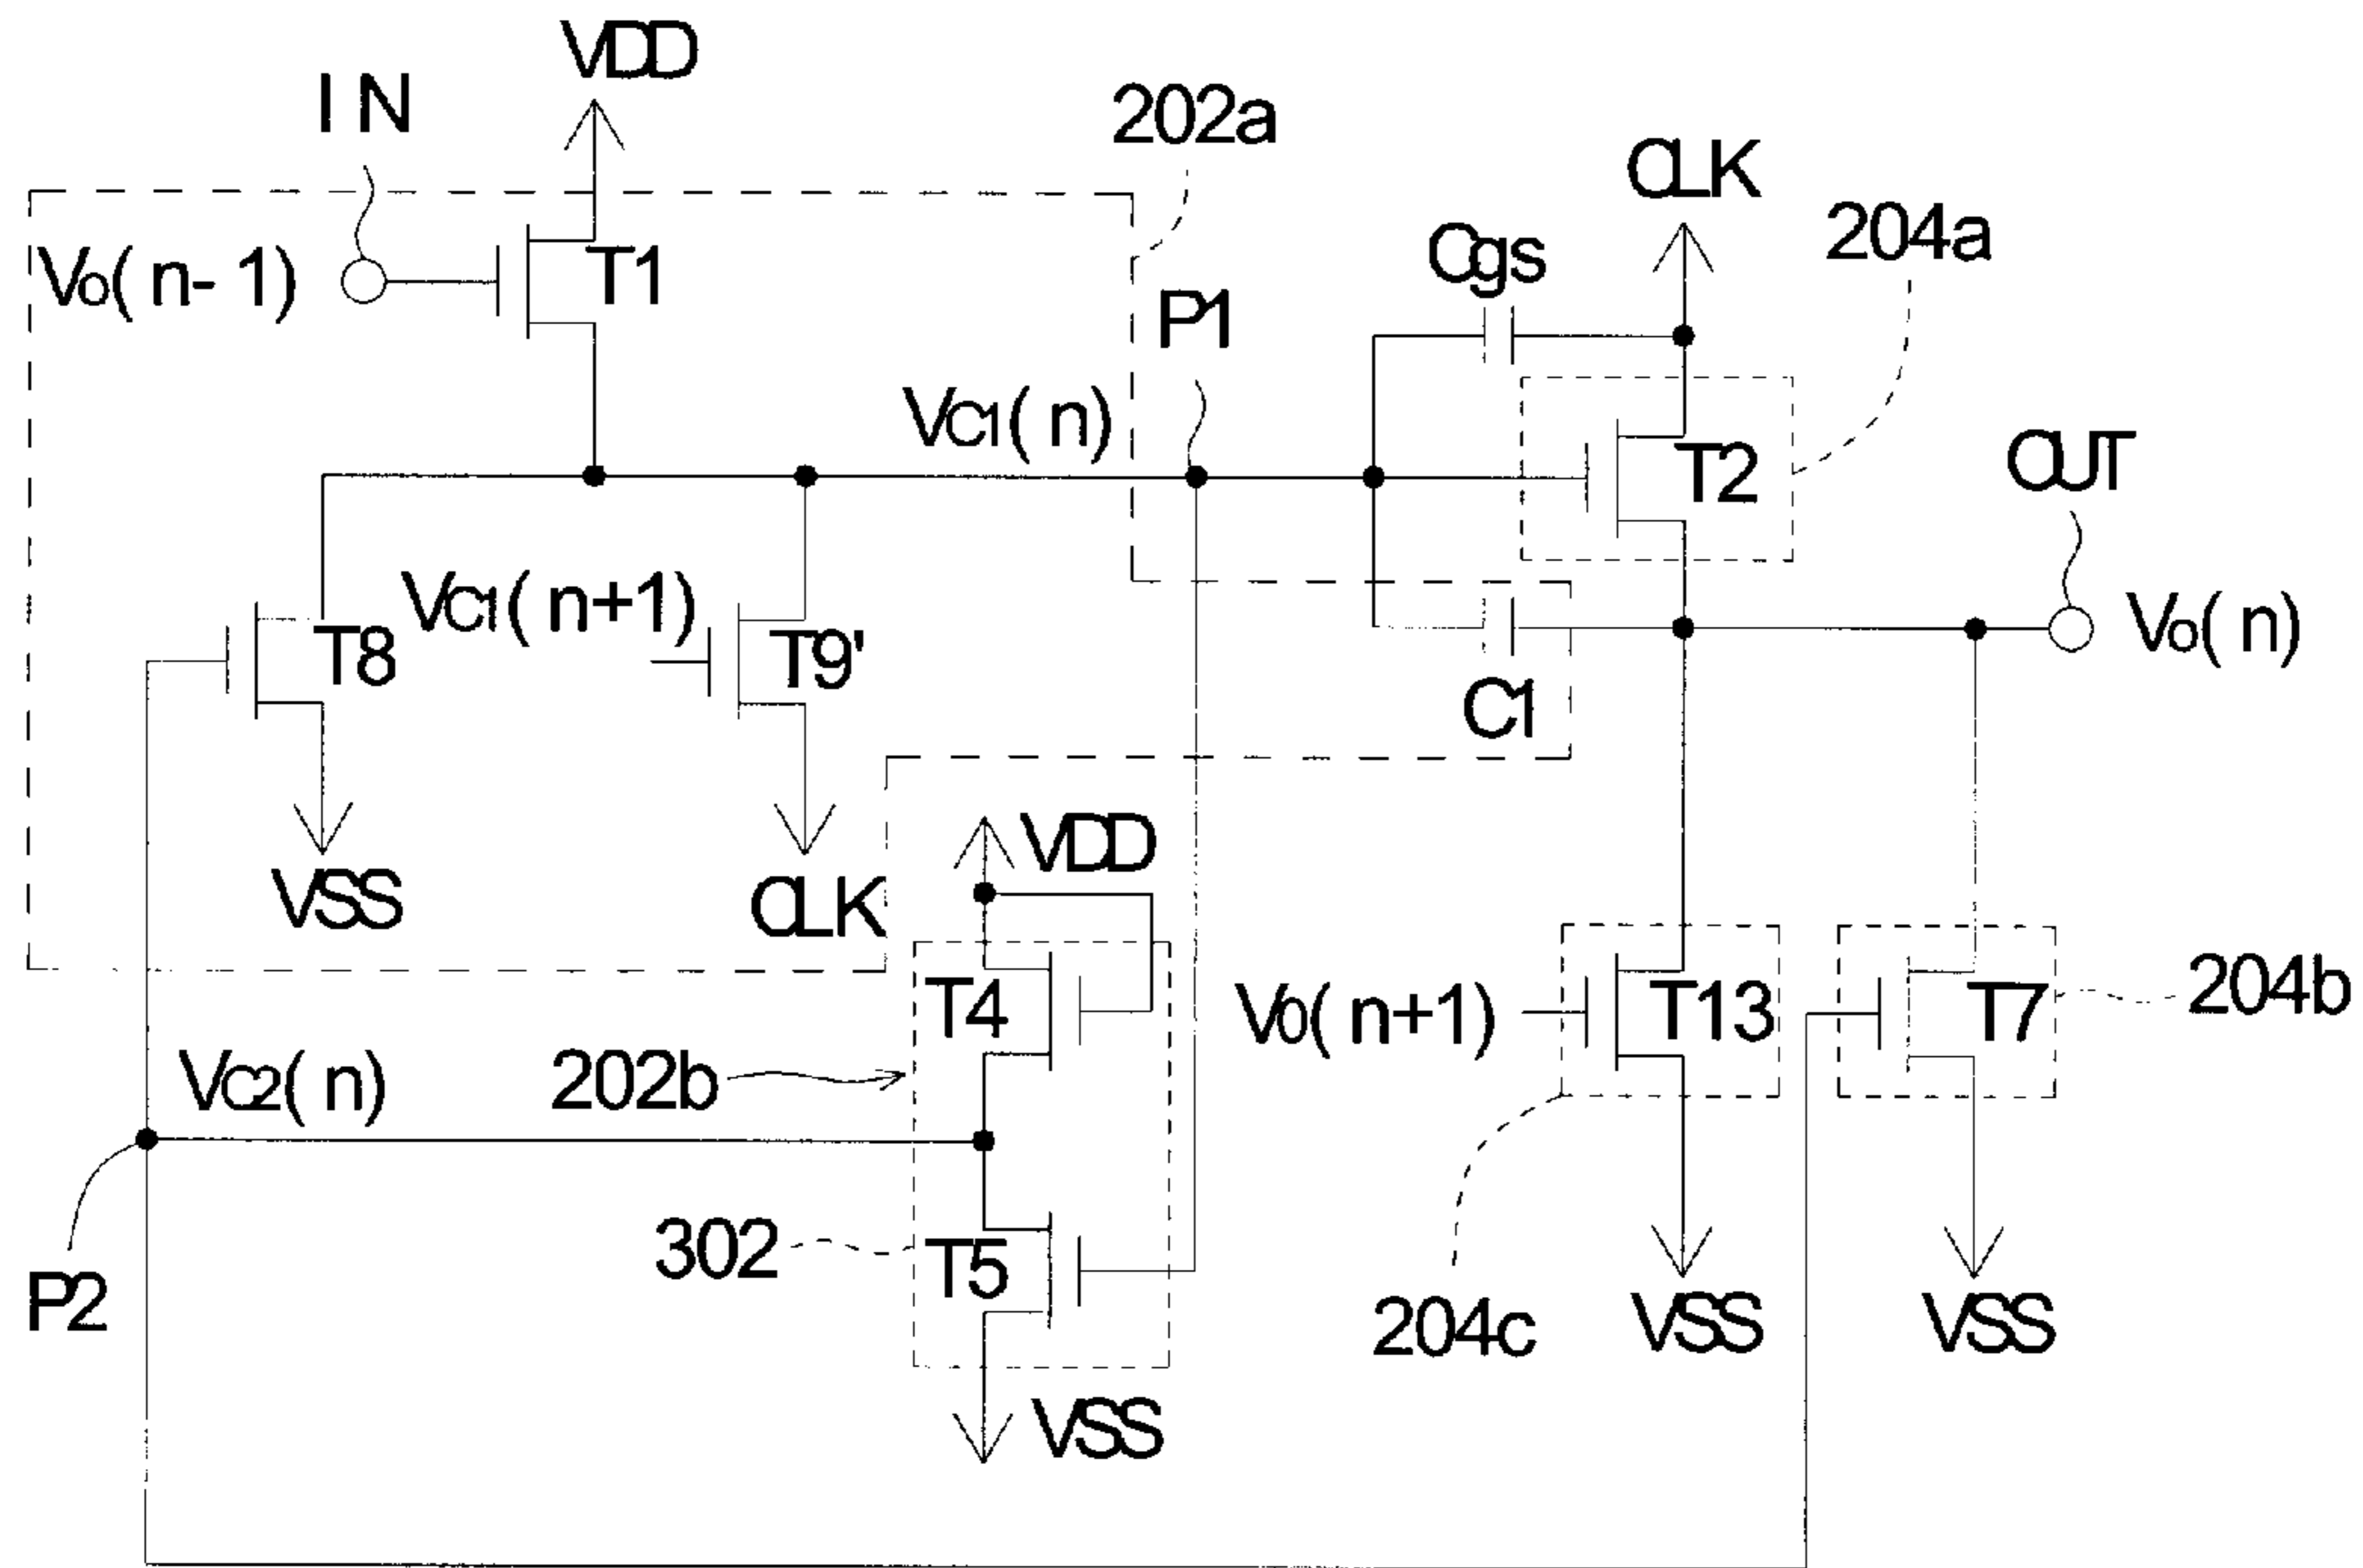 VDD
IN
202a
CLK
204a
Cgs
Vo(n-1)
T1
P1
VC1(n)
T2
OUT
VC1(n+1)
T8
T9'
Vo(n)
C1
VDD
VSS
CLK
T4
V0(n+1)
T13
T7
204b
202b
VC2(n)
302
T5
P2
204c
VSS
VSS
VSS